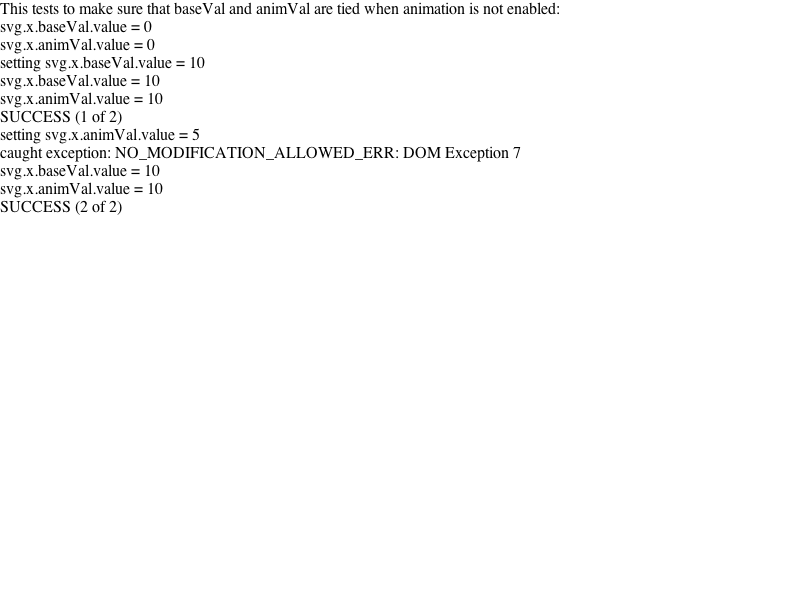 This tests to make sure that baseVal and animVal are tied when animation is not enabled:
svg.x.baseVal.value = 0
svg.x.animVal.value = 0
setting svg.x.baseVal.value = 10
svg.x.baseVal.value = 10
svg.x.animVal.value = 10
SUCCESS (1 of 2)
setting svg.x.animVal.value = 5
caught exception: NO_MODIFICATION_ALLOWED_ERR: DOM Exception 7
svg.x.baseVal.value = 10
svg.x.animVal.value = 10
SUCCESS (2 of 2)